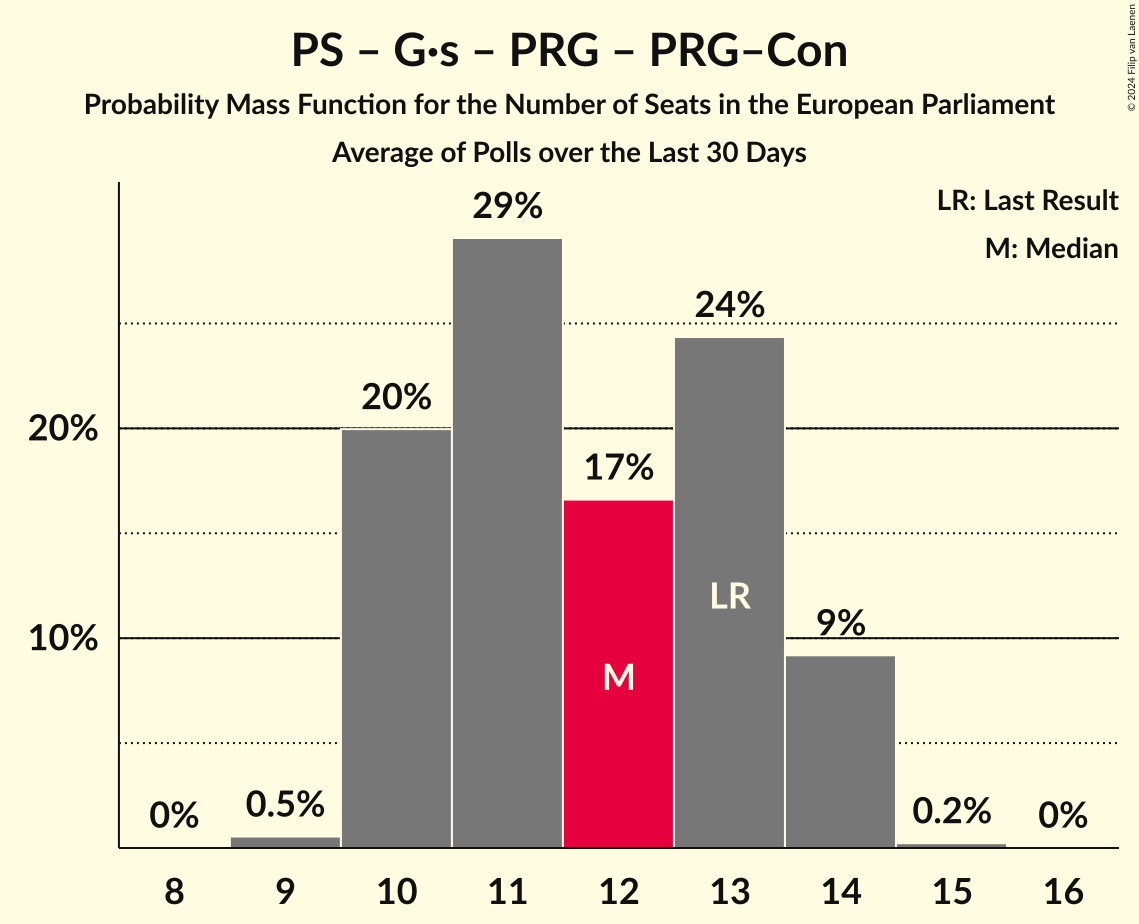 PS – G·s – PRG – PRG–Con
Probability Mass Function for the Number of Seats in the European Parliament
Average of Polls over the Last 30 Days
© 2024 Filip van Laenen
LR: Last Result
M: Median
29%
24%
20%
20%
17%
LR
9%
10%
M
0%
0.5%
0.2%
0%
8 9 10 11 12 13 14 15 16